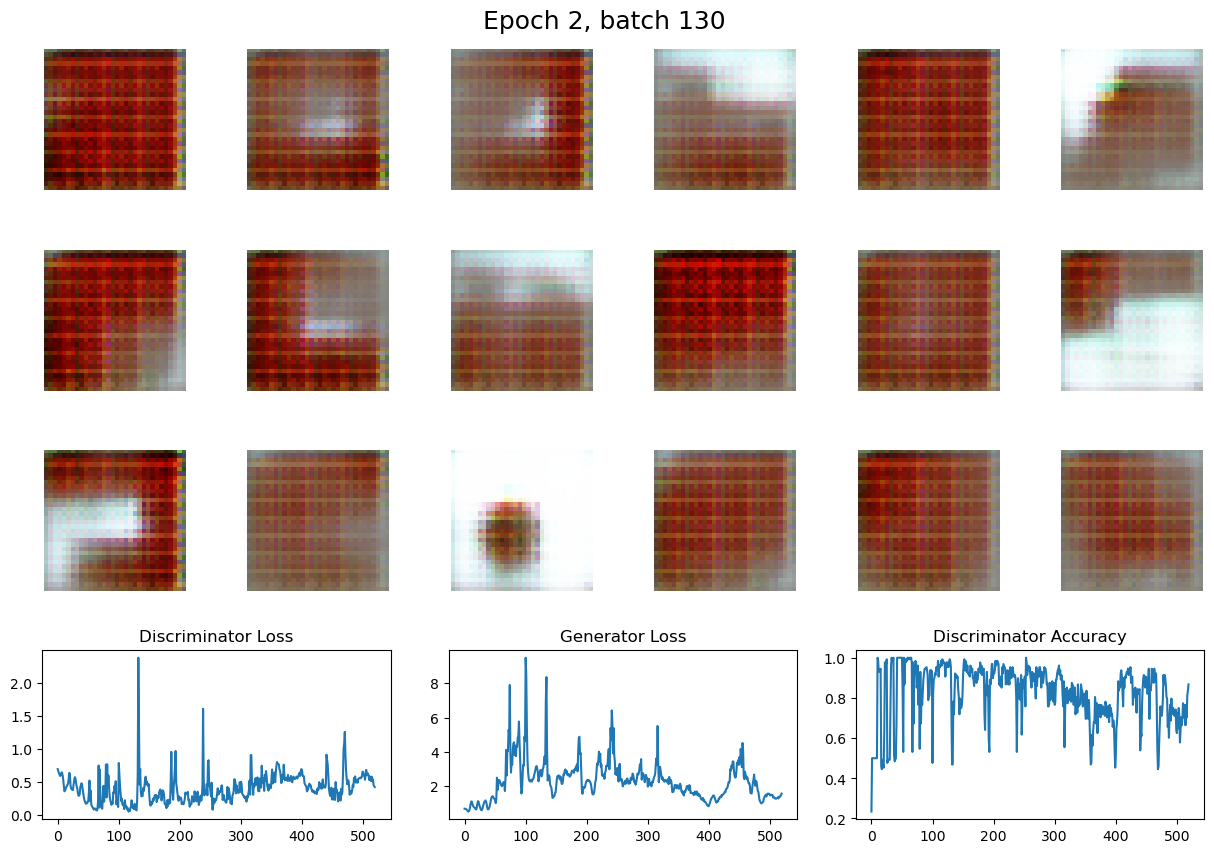 Epoch 2, batch 130
Discriminator Loss
Generator Loss
Discriminator Accuracy
2.0
1.5
1.0
0.5
0.0
0 100 200 300 400 500
8
6
4
2
0 100 200 300 400 500
1.0
0.8
0.6
0.4
0.2
0 100 200 300 400 500